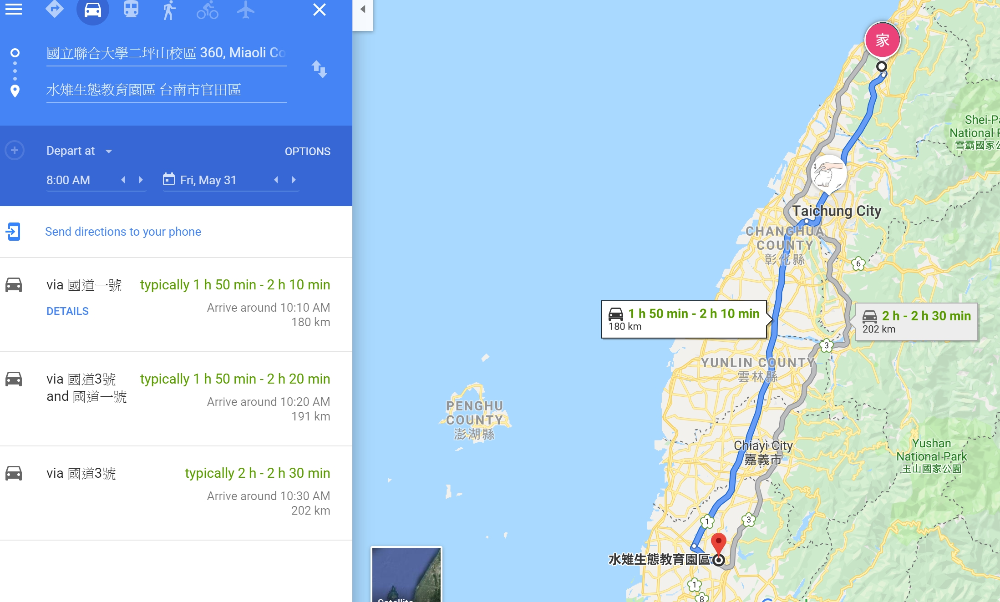 國立聯合大學二坪山校區 360, Miaoli Co
水雉生態教育園區 台南市官田區
Depart at
OPTIONS
8:00 AM
Fri, May 31
Send directions to your phone
via 國道一號
typically 1 h 50 min - 2 h 10 min
DETAILS
Arrive around 10:10 AM
180 km
via 國道3號
and 國道一號
typically 1 h 50 min - 2 h 20 min
Arrive around 10:20 AM
191 km
via 國道3號
typically 2 h - 2 h 30 min
Arrive around 10:30 AM
202 km
家
Shei-Pa
National P
雪霸國家公
Taichung City
CHANGHUA
COUNTY
彰化縣
6
1 h 50 min - 2 h 10 min
180 km
2 h - 2 h 30 min
202 km
3
YUNLIN COUNTY
雲林縣
PENGHU
COUNTY
澎湖縣
Chiayi City
嘉義市
Yushan
National Park
玉山國家公園
1
3
水雉生態教育園區
1
8
Satellite